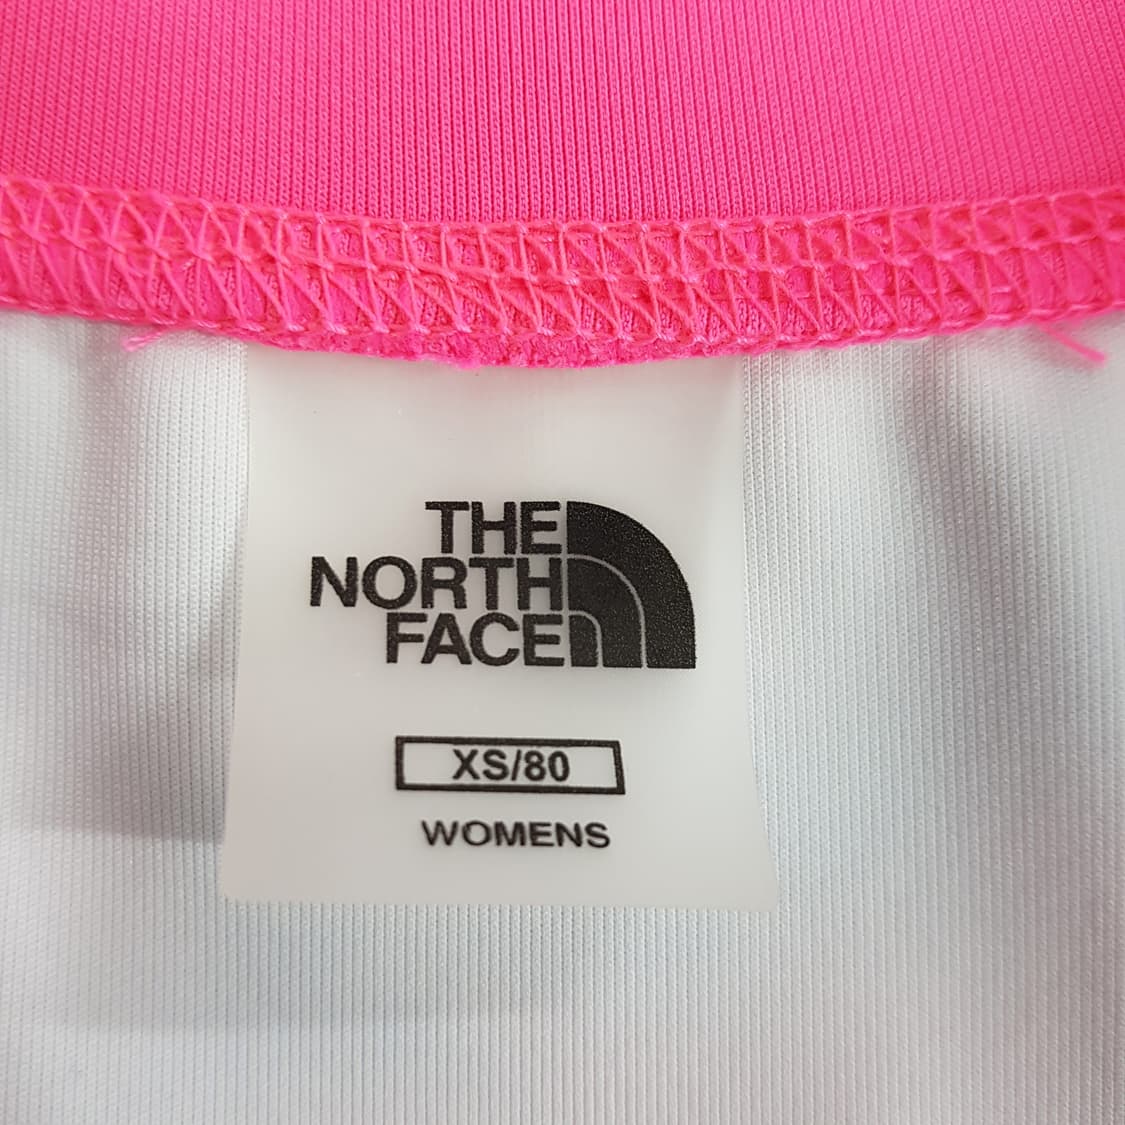 THE
NORTH
FACE
XS/80
WOMENS